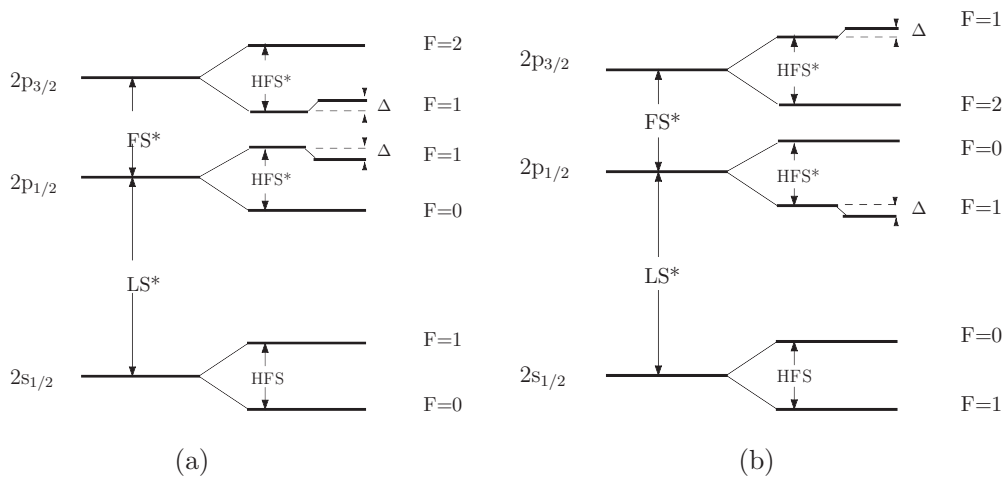 F=2
2p3/2
HFS*
F=1
Δ
FS*
Δ
F=1
2p1/2
HFS*
F=0
LS*
F=1
2s1/2
HFS
F=0
(a)
F=1
Δ
2p3/2
HFS*
F=2
FS*
F=0
2p1/2
HFS*
F=1
Δ
LS*
F=0
2s1/2
HFS
F=1
(b)